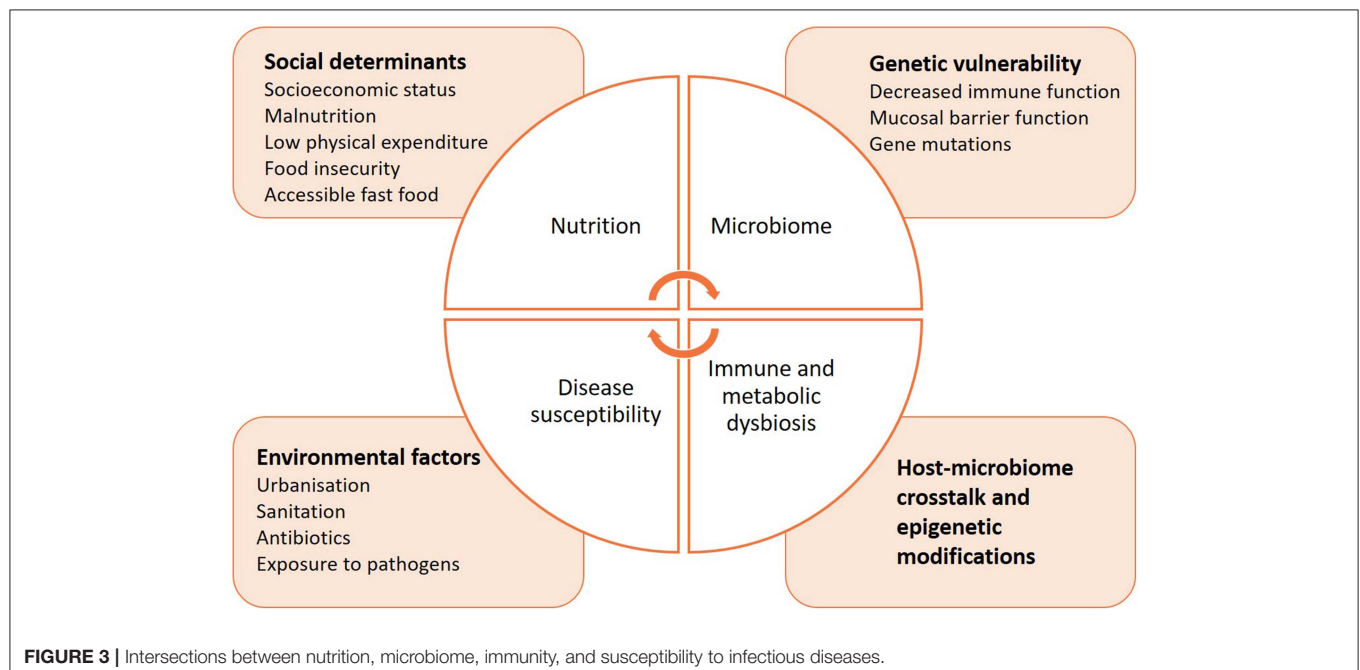 Social determinants
Socioeconomic status
Malnutrition
Low physical expenditure
Food insecurity
Accessible fast food
Genetic vulnerability
Decreased immune function
Mucosal barrier function
Gene mutations
Nutrition
Microbiome
Disease
susceptibility
Immune and
metabolic
dysbiosis
Environmental factors
Urbanisation
Sanitation
Antibiotics
Exposure to pathogens
Host-microbiome
crosstalk and
epigenetic
modifications
FIGURE 3 | Intersections between nutrition, microbiome, immunity, and susceptibility to infectious diseases.